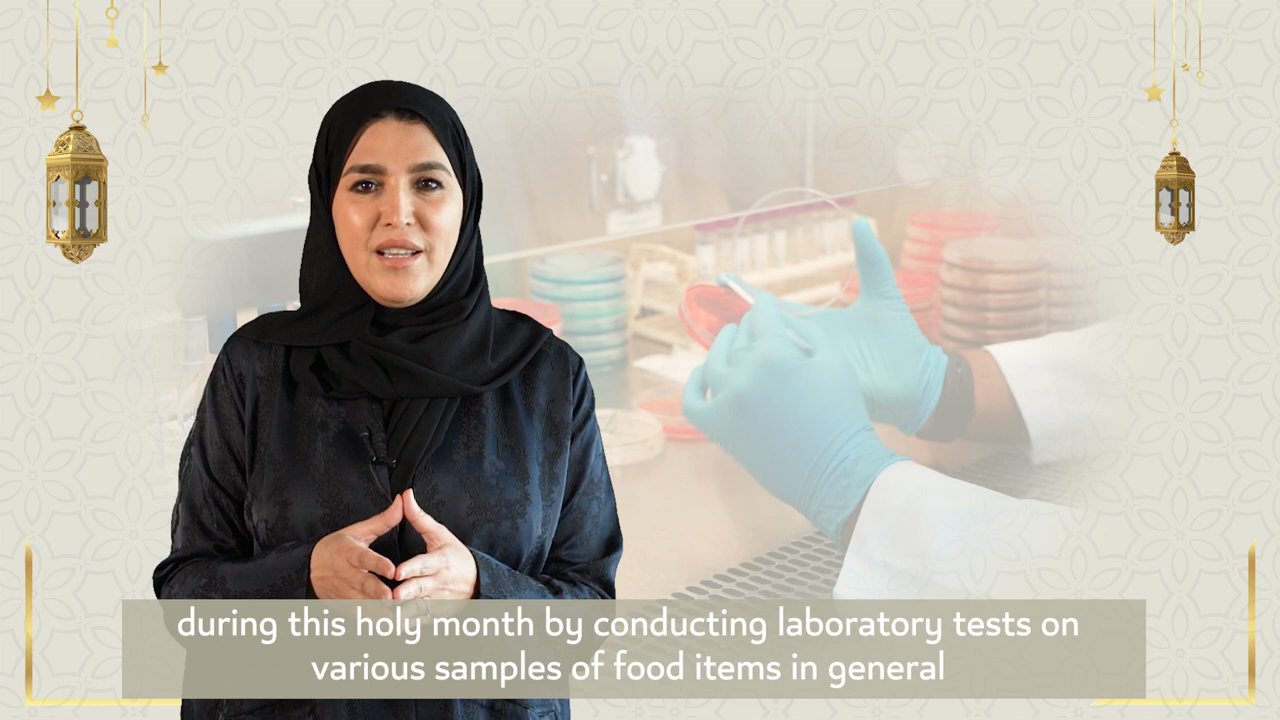 during this holy month by conducting laboratory tests on
various samples of food items in general